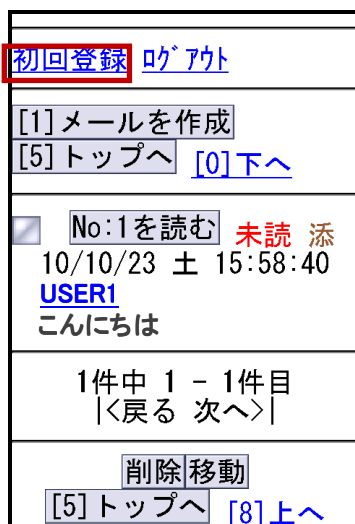 初回登録 ﾛｸﾞｱｳﾄ
[1]メールを作成
[5]トップへ [0]下へ
No:1を読む 未読 添
10/10/23 土 15:58:40
USER1
こんにちは
1件中 1 - 1件目
|<戻る 次へ>|
削除 移動
[5]トップへ [8]上へ